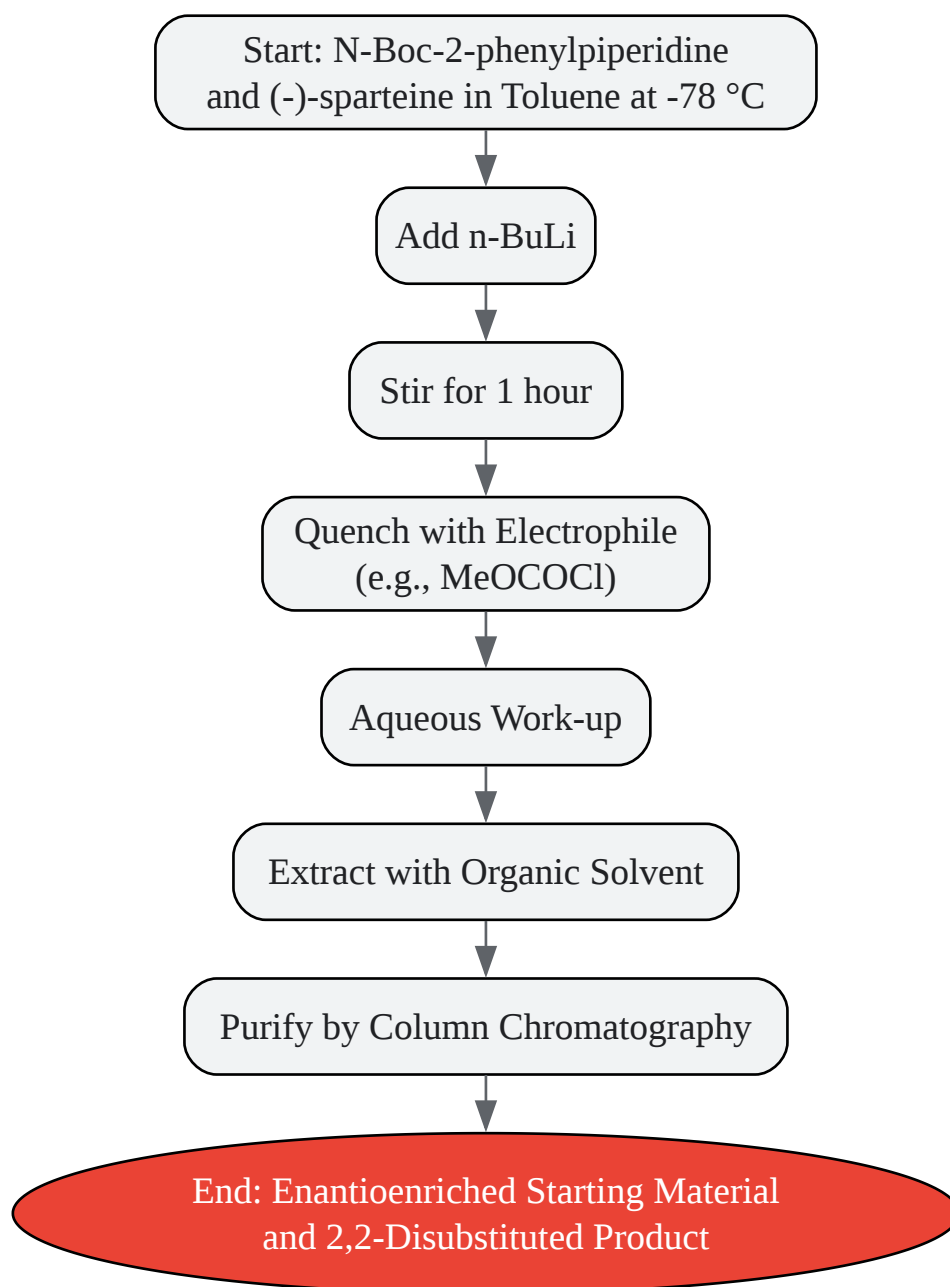 Start: N-Boc-2-phenylpiperidine
and (-)-sparteine in Toluene at -78 °C
Add n-BuLi
Stir for 1 hour
Quench with Electrophile
(e.g., MeOCOCl)
Aqueous Work-up
Extract with Organic Solvent
Purify by Column Chromatography
End: Enantioenriched Starting Material
and 2,2-Disubstituted Product